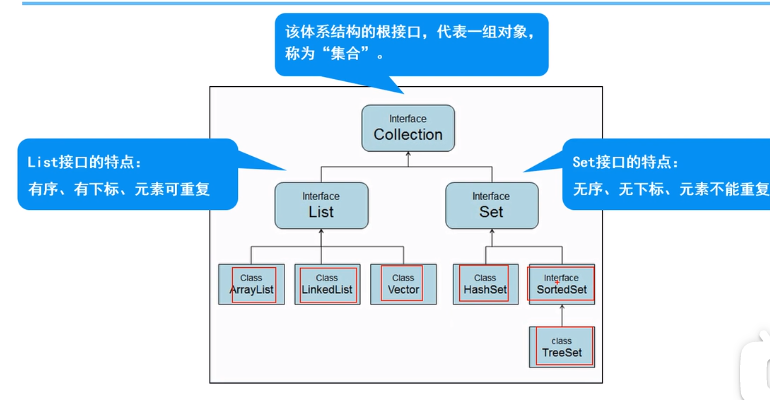 该体系结构的根接口，代表一组对象，
称为“集合”。
Interface
Collection
List接口的特点：
有序、有下标、元素可重复
Set接口的特点：
无序、无下标、元素不能重复
Interface
List
Interface
Set
Class
ArrayList
Class
LinkedList
Class
Vector
Class
HashSet
Interface
SortedSet
class
TreeSet